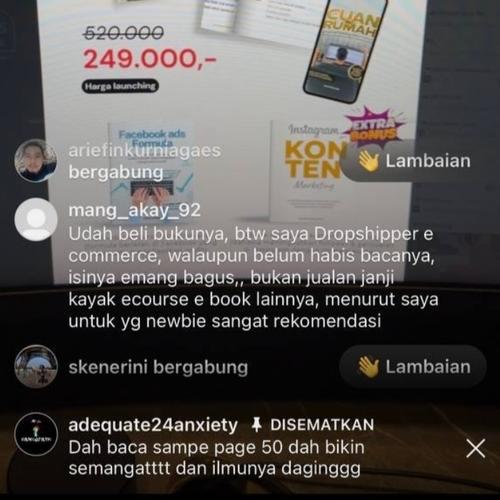 520.000
249.000,-
Harga launching
CUAN
RUMAH
EXTRA
BONUS
Facebook ads
Formula
Instagram
KON
TEN
Marketing
ariefinkurniagaes
bergabung
Lambaian
mang_akay_92
Udah beli bukunya, btw saya Dropshipper e
commerce, walaupun belum habis bacanya,
isinya emang bagus,, bukan jualan janji
kayak ecourse e book lainnya, menurut saya
untuk yg newbie sangat rekomendasi
skenerini bergabung
Lambaian
adequate24anxiety DISEMATKAN
Dah baca sampe page 50 dah bikin
semangatttt dan ilmunya daginggg